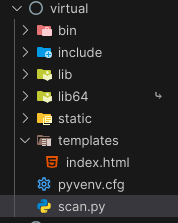 virtual
bin
include
lib
lib64
static
templates
index.html
pyvenv.cfg
scan.py